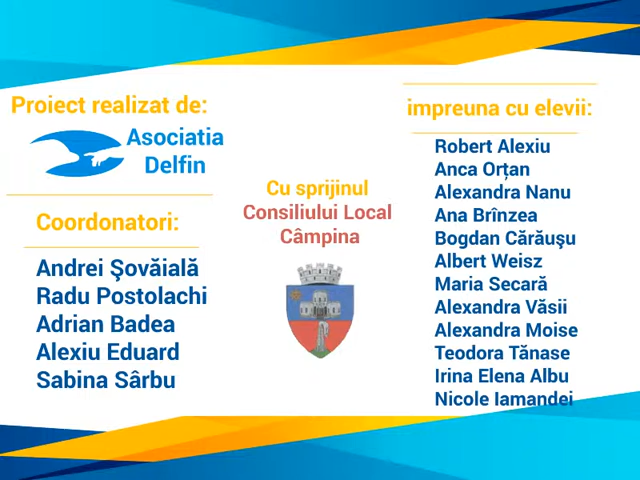 Proiect realizat de:
Asociatia
Delfin
Coordonatori:
Andrei Şovăială
Radu Postolachi
Adrian Badea
Alexiu Eduard
Sabina Sârbu
Cu sprijinul
Consiliului Local
Câmpina
impreuna cu elevii:
Robert Alexiu
Anca Orțan
Alexandra Nanu
Ana Brînzea
Bogdan Cărăuşu
Albert Weisz
Maria Secară
Alexandra Văsii
Alexandra Moise
Teodora Tănase
Irina Elena Albu
Nicole Iamandei